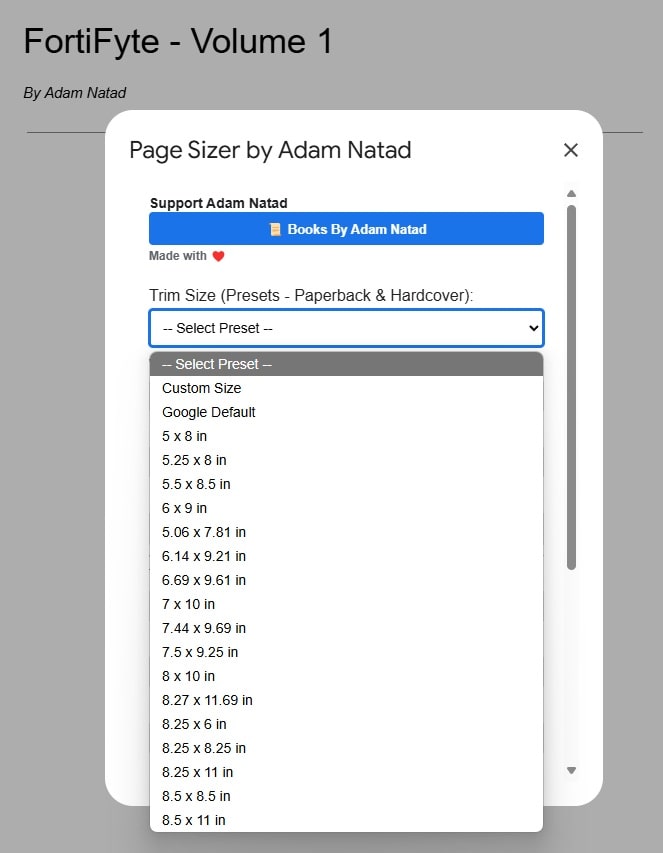 FortiFyte - Volume 1
By Adam Natad
Page Sizer by Adam Natad
Support Adam Natad
Books By Adam Natad
Made with
Trim Size (Presets - Paperback & Hardcover):
-- Select Preset --
-- Select Preset --
Custom Size
Google Default
5 x 8 in
5.25 x 8 in
5.5 x 8.5 in
6 x 9 in
5.06 x 7.81 in
6.14 x 9.21 in
6.69 x 9.61 in
7 x 10 in
7.44 x 9.69 in
7.5 x 9.25 in
8 x 10 in
8.27 x 11.69 in
8.25 x 6 in
8.25 x 8.25 in
8.25 x 11 in
8.5 x 8.5 in
8.5 x 11 in